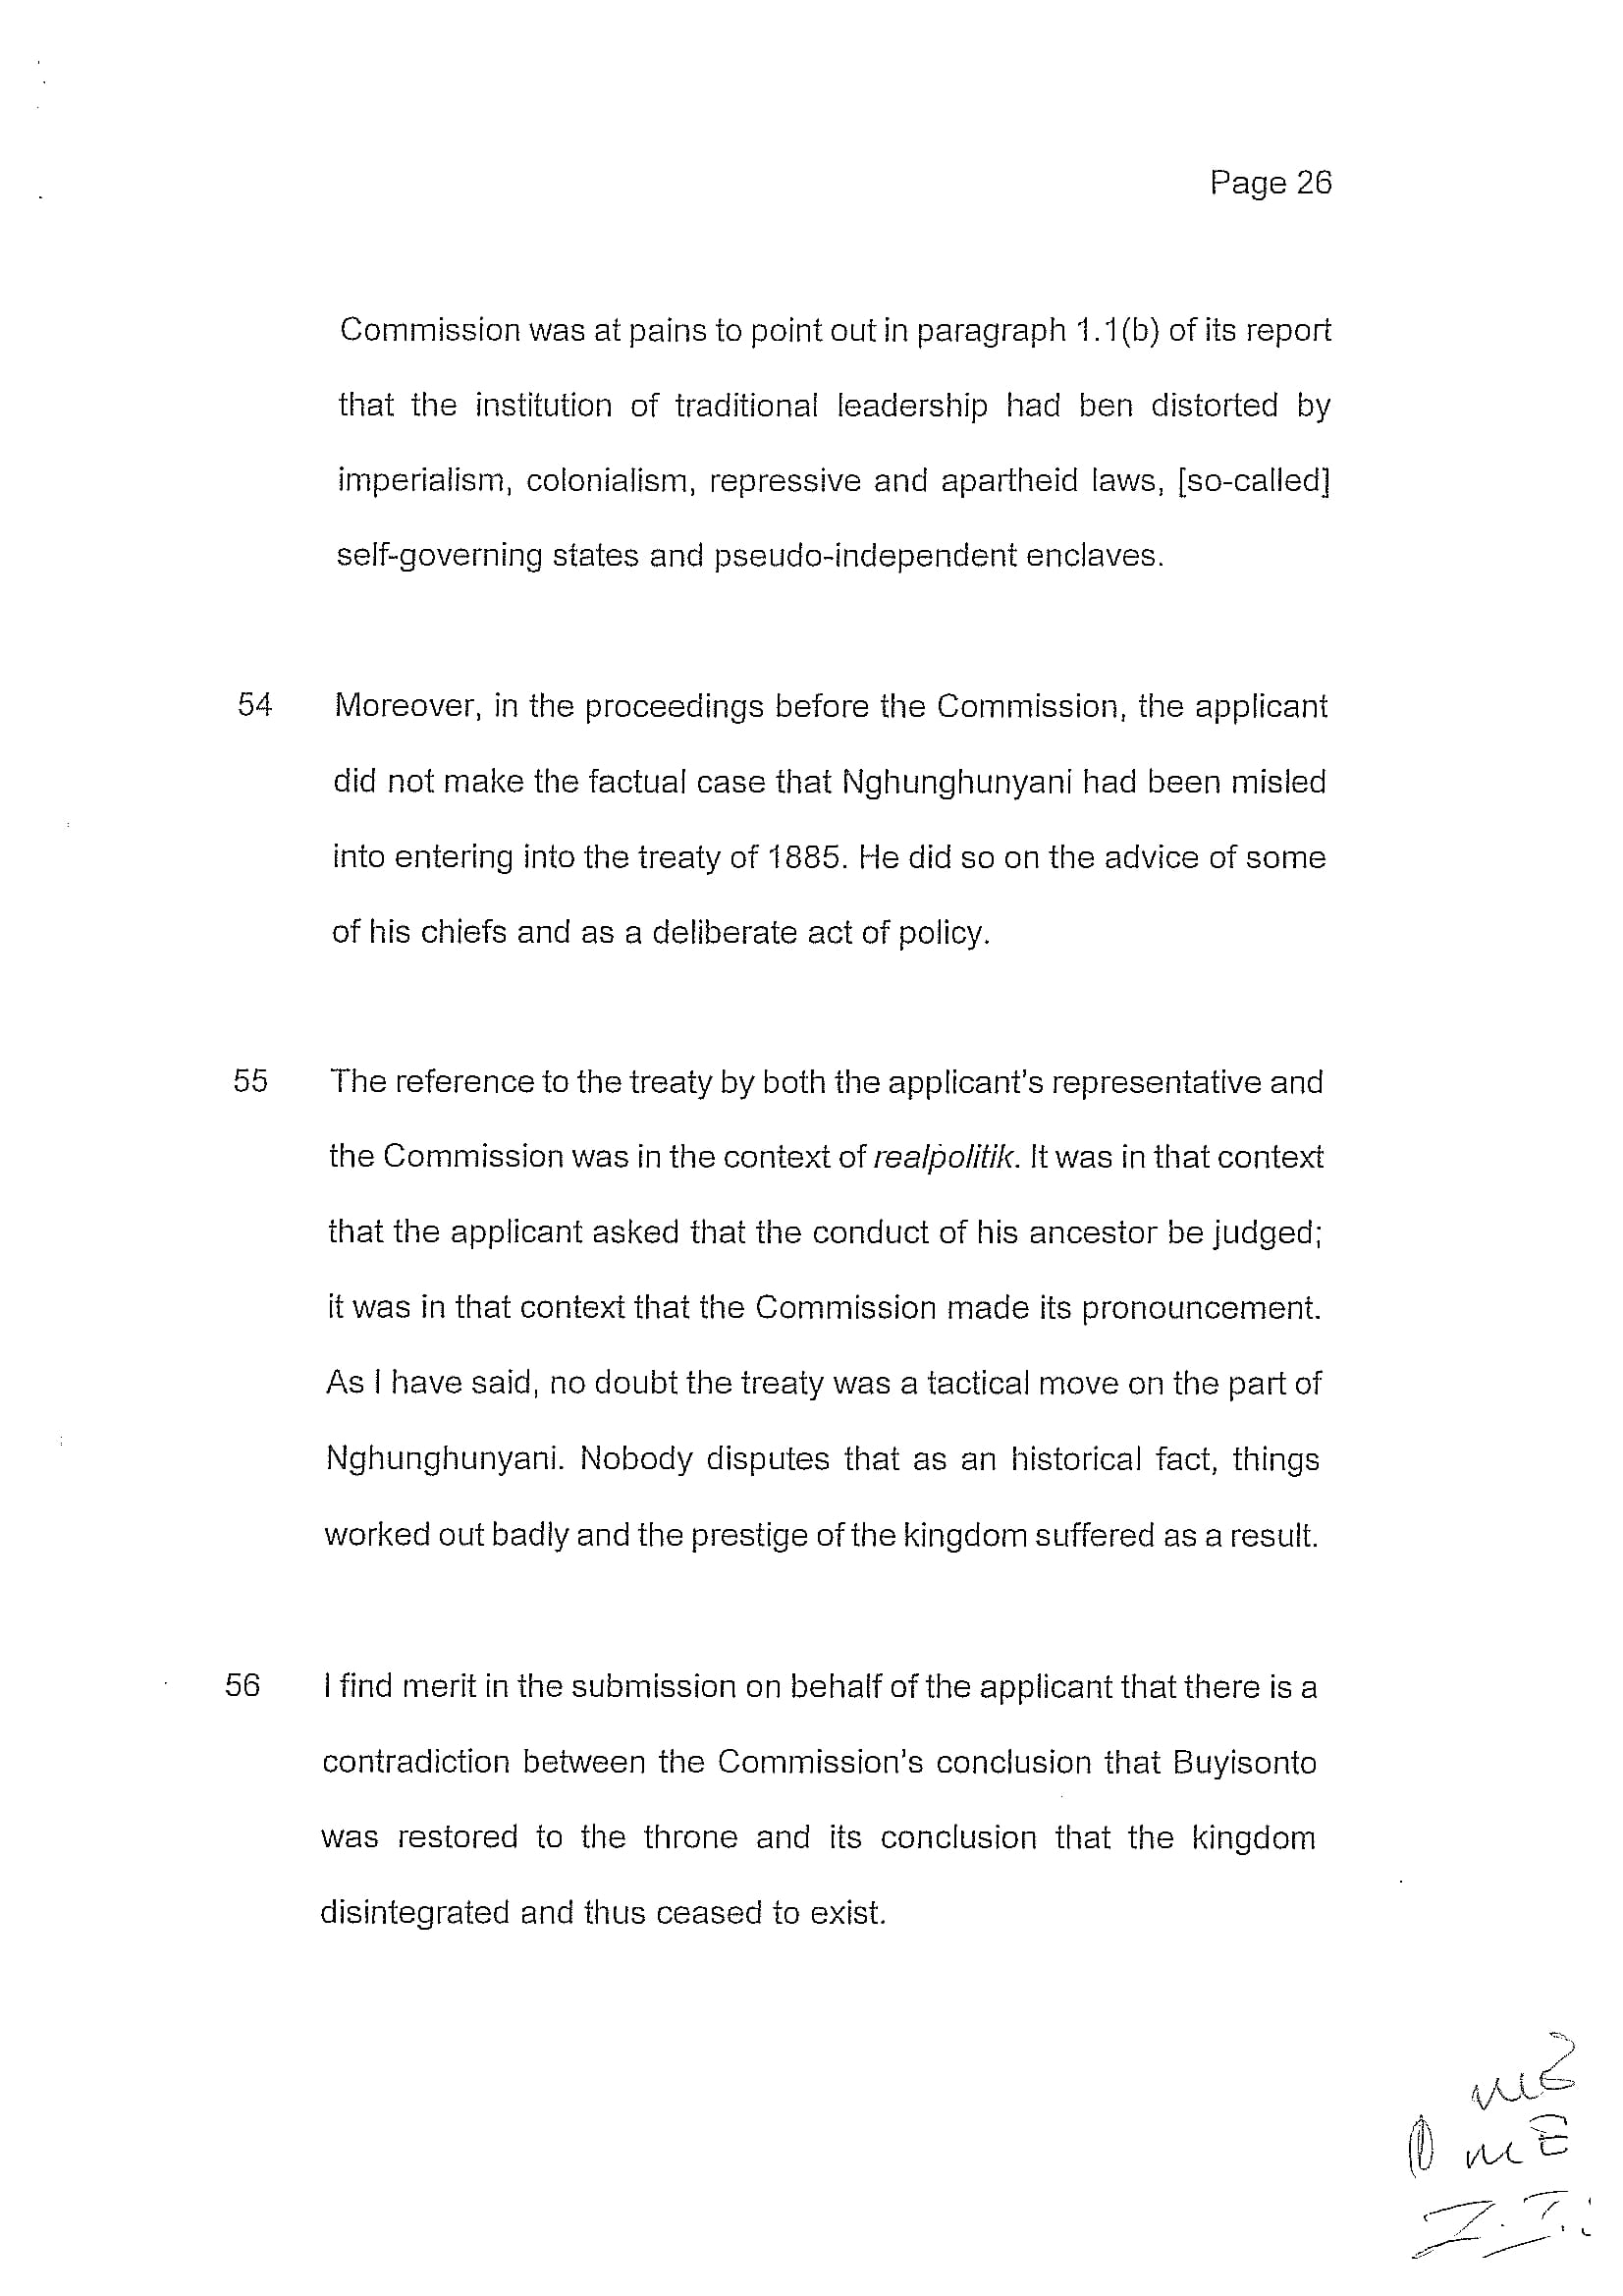 Page 26
Commission was at pains to point out in paragraph 1.1(b) of its report
that the institution of traditional leadership had ben distorted by
imperialism, colonialism, repressive and apartheid laws, [so-called]
self-governing states and pseudo-independent enclaves.
54 Moreover, in the proceedings before the Commission, the applicant
did not make the factual case that Nghunghunyani had been misled
into entering into the treaty of 1885. He did so on the advice of some
of his chiefs and as a deliberate act of policy.
55 The reference to the treaty by both the applicant's representative and
the Commission was in the context of realpolitik. It was in that context
that the applicant asked that the conduct of his ancestor be judged;
it was in that context that the Commission made its pronouncement.
As I have said, no doubt the treaty was a tactical move on the part of
Nghunghunyani. Nobody disputes that as an historical fact, things
worked out badly and the prestige of the kingdom suffered as a result.
56 I find merit in the submission on behalf of the applicant that there is a
contradiction between the Commission's conclusion that Buyisonto
was restored to the throne and its conclusion that the kingdom
disintegrated and thus ceased to exist.